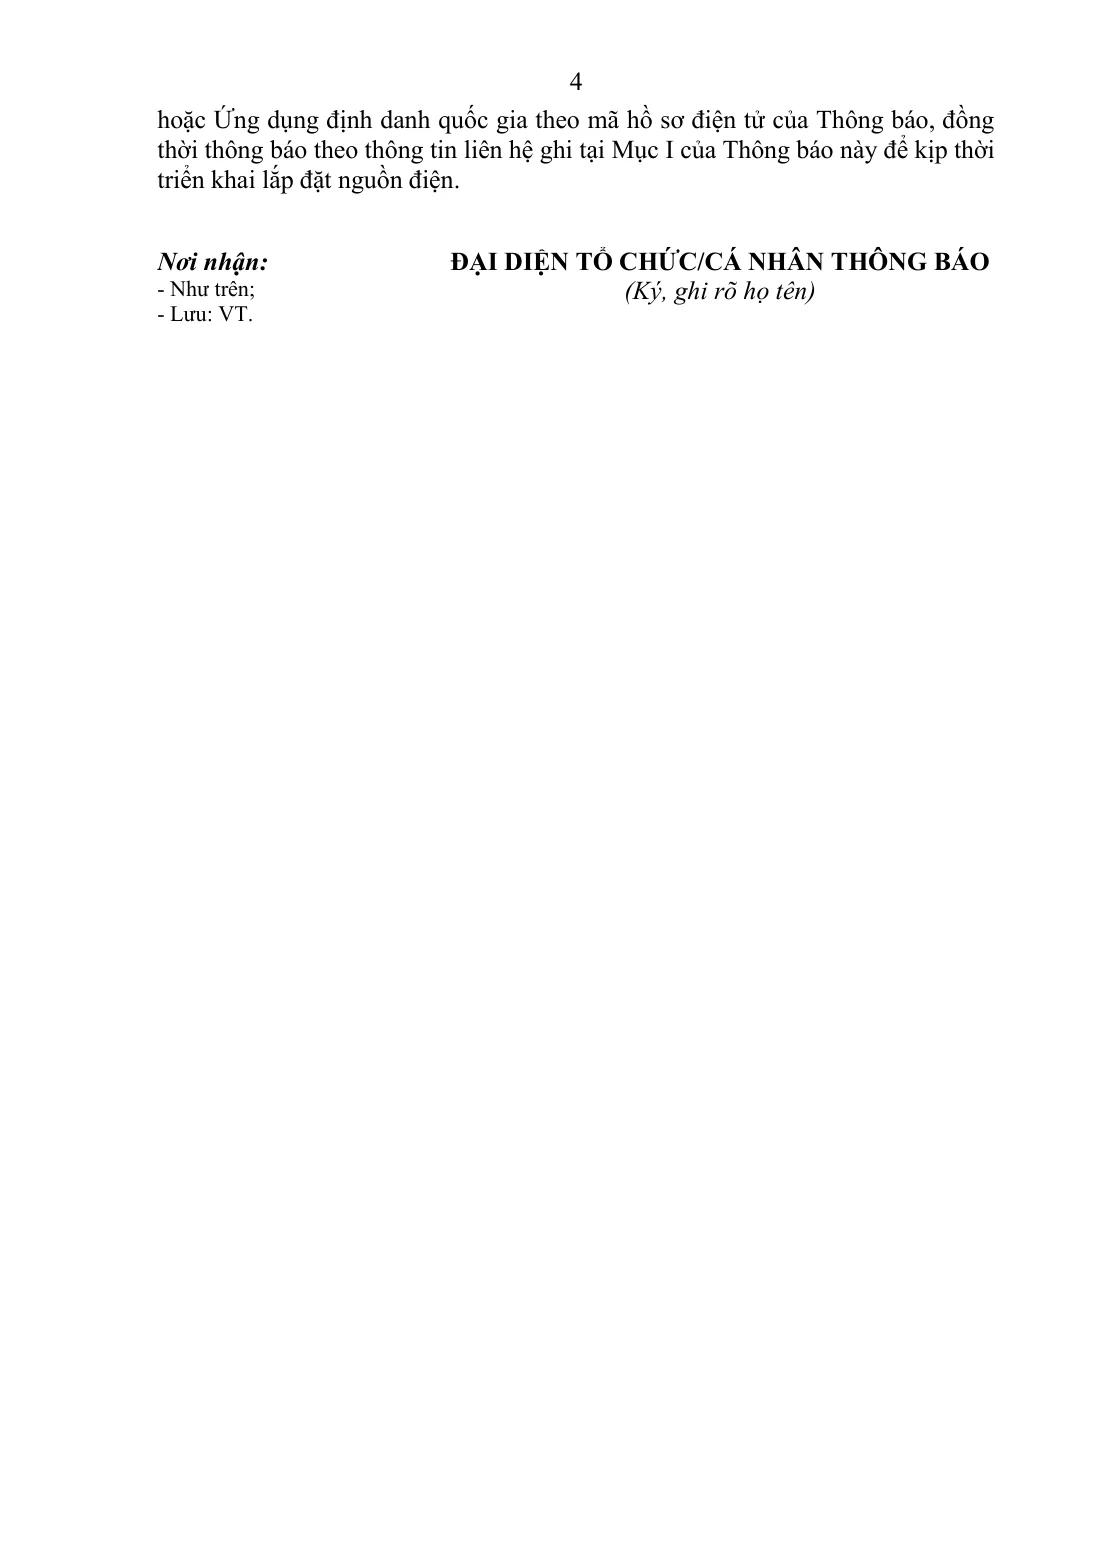 4
hoặc Ứng dụng định danh quốc gia theo mã hồ sơ điện tử của Thông báo, đồng
thời thông báo theo thông tin liên hệ ghi tại Mục I của Thông báo này để kịp thời
triển khai lắp đặt nguồn điện.
Nơi nhận:
- Như trên;
- Lưu: VT.
ĐẠI DIỆN TỔ CHỨC/CÁ NHÂN THÔNG BÁO
(Ký, ghi rõ họ tên)